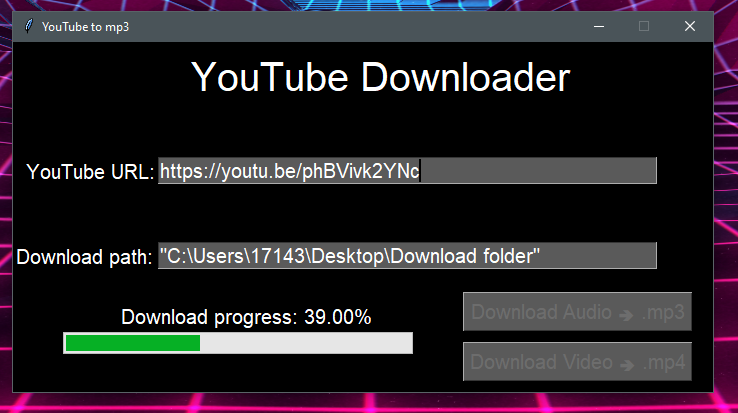 YouTube to mp3
YouTube Downloader
YouTube URL: https://youtu.be/phBVivk2YNc
Download path: "C:\Users\17143\Desktop\Download folder"
Download progress: 39.00%
Download Audio ➔ .mp3
Download Video ➔ .mp4